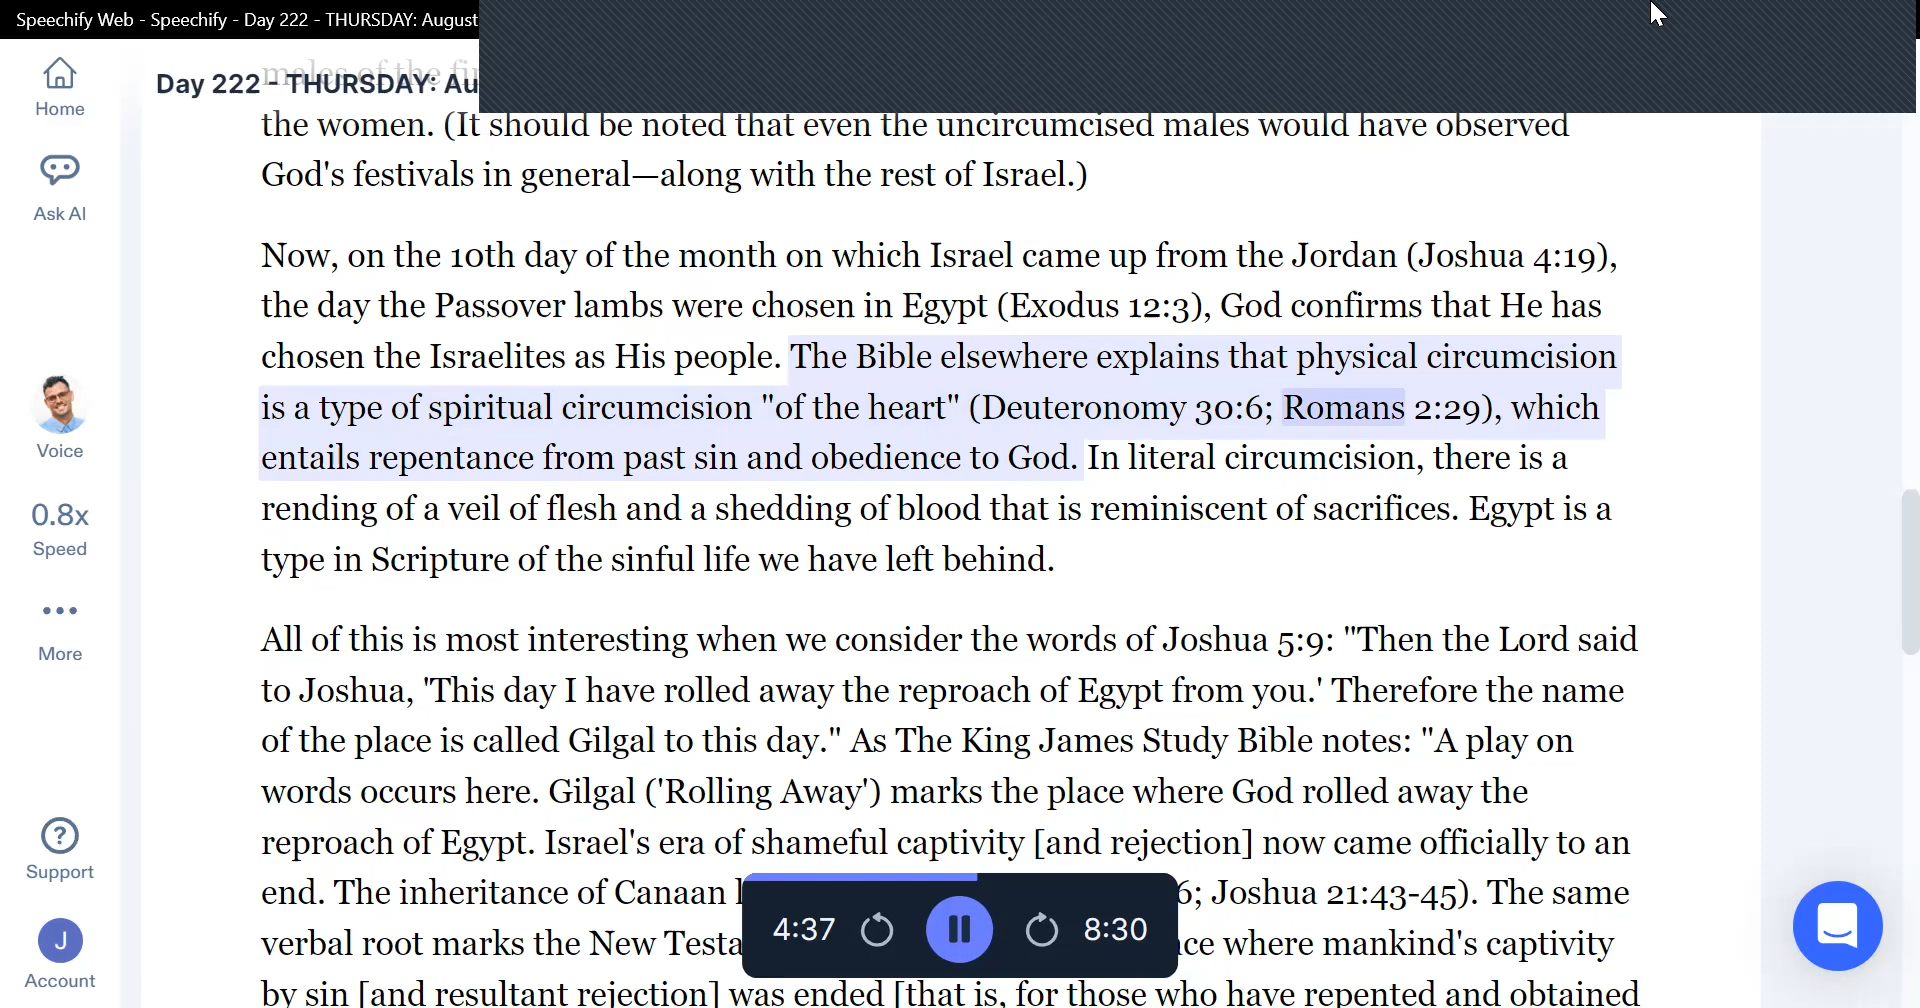 Speechify Web - Speechify - Day 222 - THURSDAY: August
Home
Ask AI
Voice
0.8x
Speed
More
Support
J
Account
Day 222 - THURSDAY: Au
males of the
the women. (It should be noted that even the uncircumcised males would have observed
God's festivals in general—along with the rest of Israel.)
Now, on the 10th day of the month on which Israel came up from the Jordan (Joshua 4:19),
the day the Passover lambs were chosen in Egypt (Exodus 12:3), God confirms that He has
chosen the Israelites as His people. The Bible elsewhere explains that physical circumcision
is a type of spiritual circumcision "of the heart" (Deuteronomy 30:6; Romans 2:29), which
entails repentance from past sin and obedience to God. In literal circumcision, there is a
rending of a veil of flesh and a shedding of blood that is reminiscent of sacrifices. Egypt is a
type in Scripture of the sinful life we have left behind.
All of this is most interesting when we consider the words of Joshua 5:9: "Then the Lord said
to Joshua, 'This day I have rolled away the reproach of Egypt from you.' Therefore the name
of the place is called Gilgal to this day." As The King James Study Bible notes: "A play on
words occurs here. Gilgal ('Rolling Away') marks the place where God rolled away the
reproach of Egypt. Israel's era of shameful captivity [and rejection] now came officially to an
end. The inheritance of Canaan 6; Joshua 21:43-45). The same
verbal root marks the New Testa ce where mankind's captivity
by sin [and resultant rejection] was ended [that is, for those who have repented and obtained
4:37
8:30